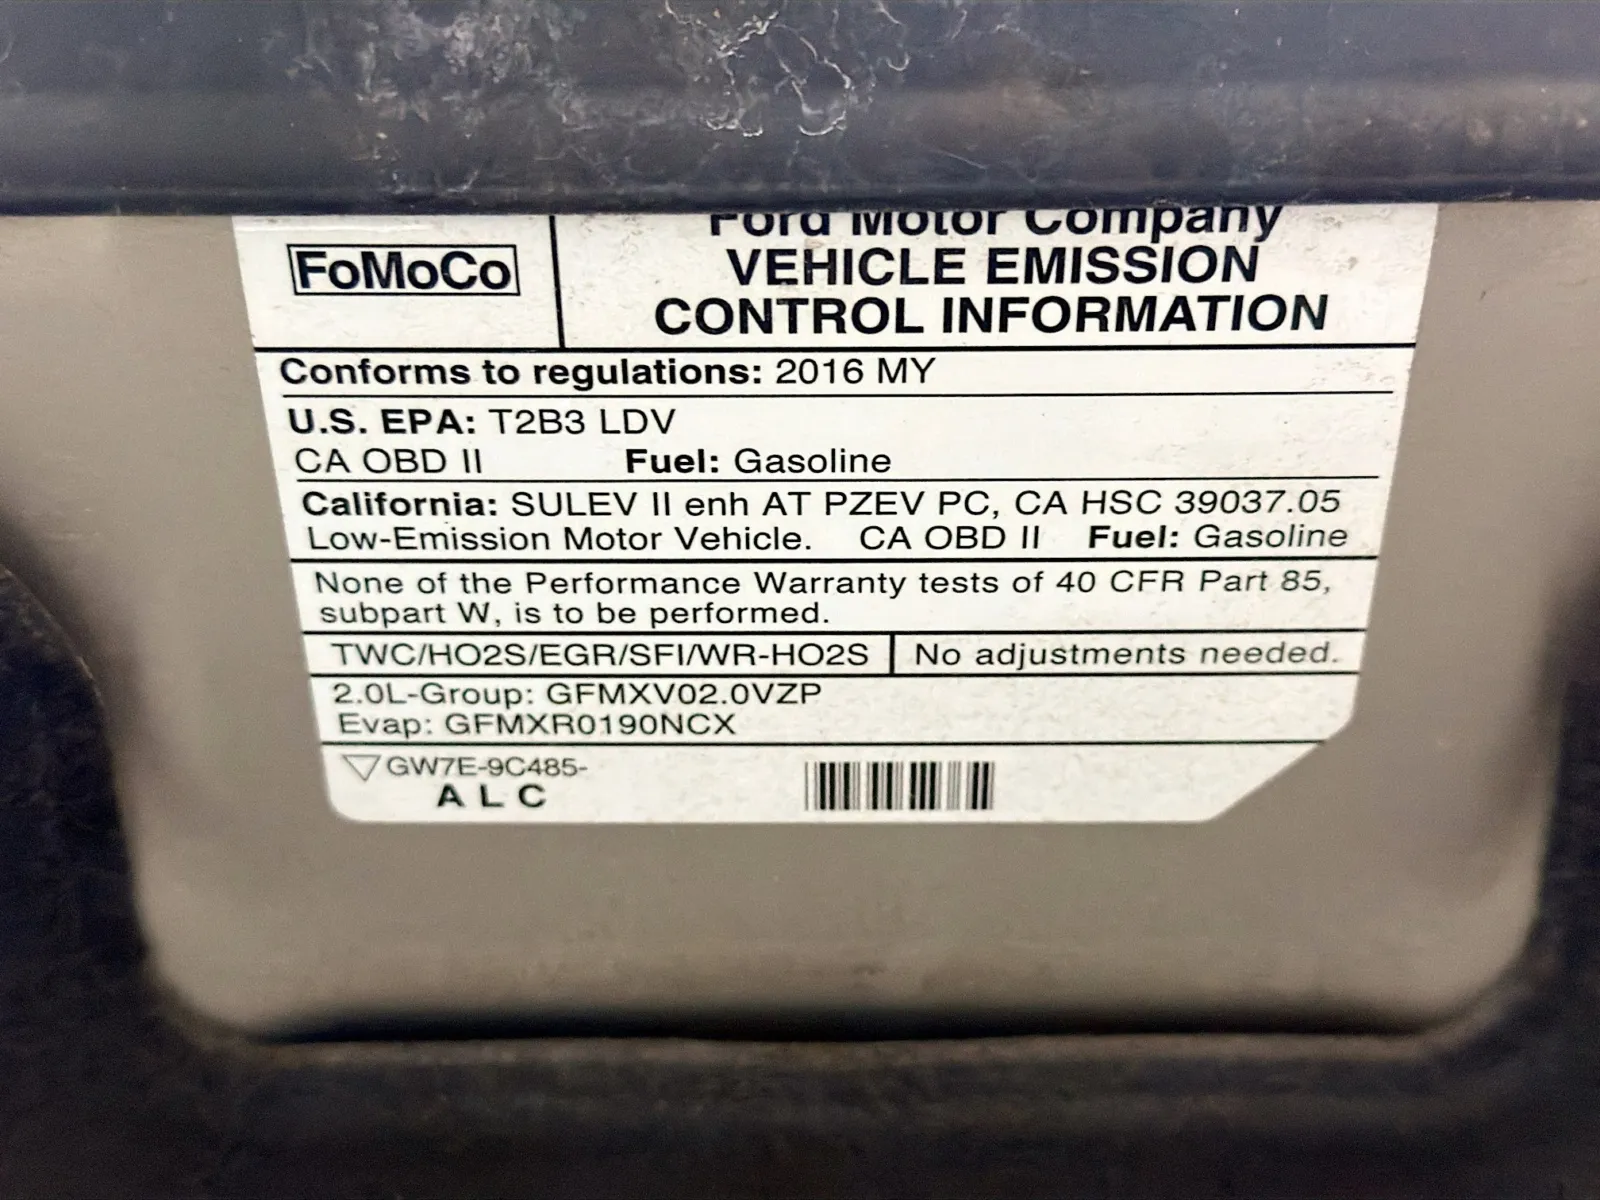 FoMoCo
Ford Motor Company
VEHICLE EMISSION
CONTROL INFORMATION
Conforms to regulations: 2016 MY
U.S. EPA: T2B3 LDV
CA OBD II Fuel: Gasoline
California: SULEV II enh AT PZEV PC, CA HSC 39037.05
Low-Emission Motor Vehicle. CA OBD II Fuel: Gasoline
None of the Performance Warranty tests of 40 CFR Part 85,
subpart W, is to be performed.
TWC/HO2S/EGR/SFI/WR-HO2S No adjustments needed.
2.0L-Group: GFMXV02.0VZP
Evap: GFMXR0190NCX
GW7E-9C485-
A L C